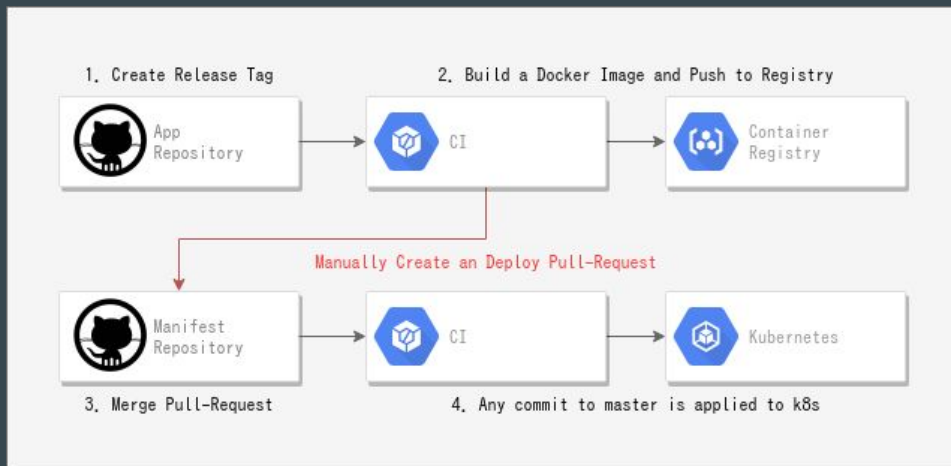 1. Create Release Tag
2. Build a Docker Image and Push to Registry
App
Repository
CI
Container
Registry
Manually Create an Deploy Pull-Request
Manifest
Repository
CI
Kubernetes
3. Merge Pull-Request
4. Any commit to master is applied to k8s